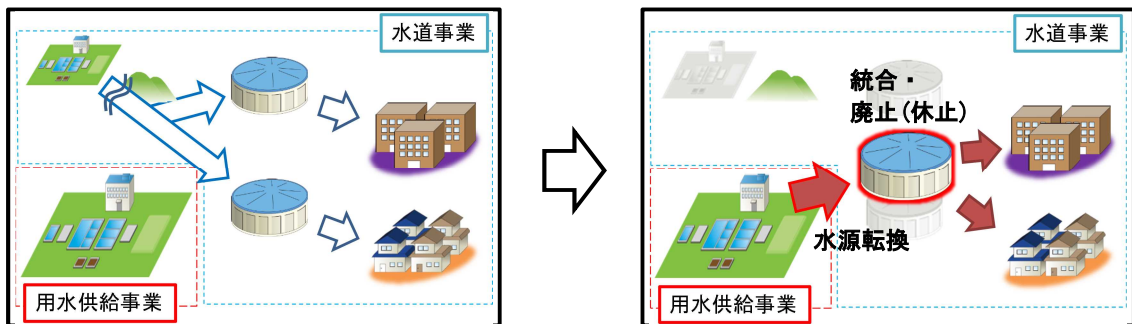 水道事業
用水供給事業
水道事業
統合・
廃止(休止)
水源転換
用水供給事業